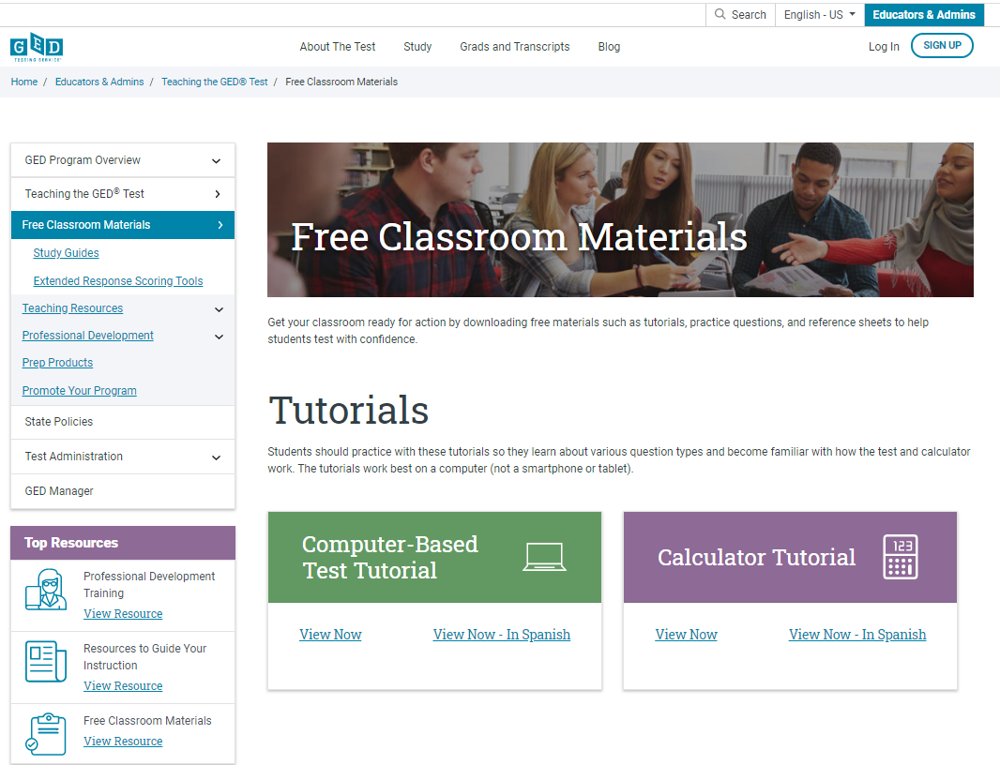 Search
English - US
Educators & Admins
GED
TESTING SERVICE
About The Test
Study
Grads and Transcripts
Blog
Log In
SIGN UP
Home / Educators & Admins / Teaching the GED® Test / Free Classroom Materials
GED Program Overview
Teaching the GED® Test
Free Classroom Materials
Study Guides
Extended Response Scoring Tools
Teaching Resources
Professional Development
Prep Products
Promote Your Program
State Policies
Test Administration
GED Manager
Top Resources
Professional Development
Training
View Resource
Resources to Guide Your
Instruction
View Resource
Free Classroom Materials
View Resource
Free Classroom Materials
Get your classroom ready for action by downloading free materials such as tutorials, practice questions, and reference sheets to help
students test with confidence.
Tutorials
Students should practice with these tutorials so they learn about various question types and become familiar with how the test and calculator
work. The tutorials work best on a computer (not a smartphone or tablet).
Computer-Based
Test Tutorial
View Now
View Now - In Spanish
Calculator Tutorial
123
View Now
View Now - In Spanish